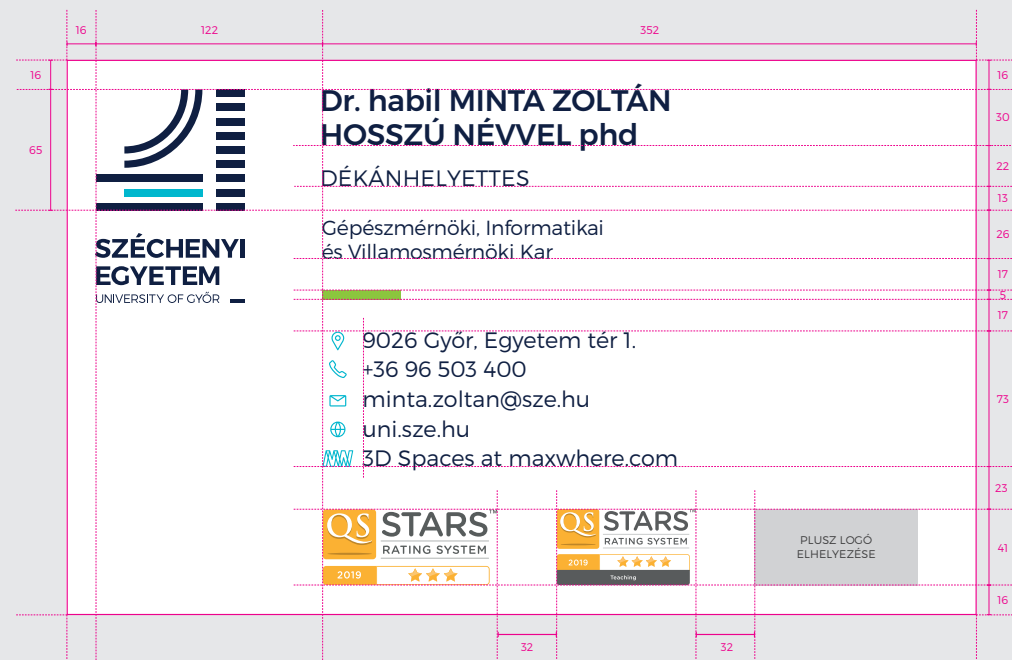 16
122
352
16
65
16
30
22
13
26
17
5
17
73
23
41
16
SZÉCHENYI
EGYETEM
UNIVERSITY OF GYŐR
Dr. habil MINTA ZOLTÁN
HOSSZÚ NÉVVEL phd
DÉKÁNHELYETTES
Gépészmérnöki, Informatikai
és Villamosmérnöki Kar
9026 Győr, Egyetem tér 1.
+36 96 503 400
minta.zoltan@sze.hu
uni.sze.hu
MW 3D Spaces at maxwhere.com
QS STARS™
RATING SYSTEM
2019
QS STARS™
RATING SYSTEM
2019
Teaching
PLUSZ LOGÓ
ELHELYEZÉSE
32
32